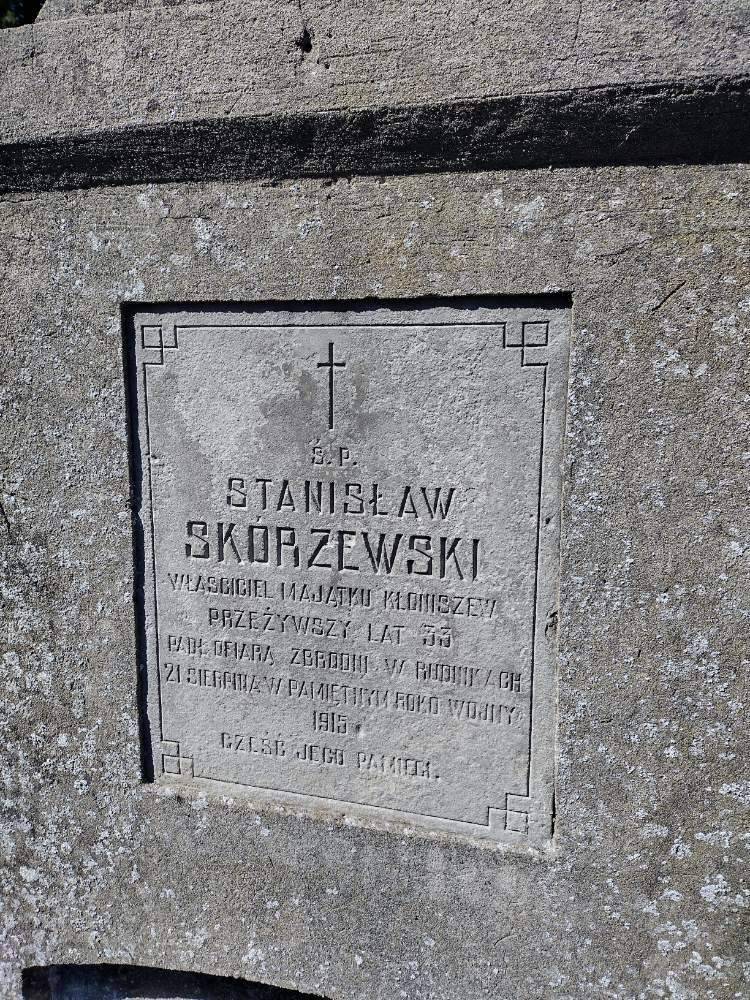 Ś.P.
STANISŁAW
SKÓRZEWSKI
WŁAŚCICIEL MAJĄTKU KŁONISZEW
PRZEŻYWSZY LAT 33
PADŁ OFIARĄ ZBRODNI W RUDNIKACH
21 SIERPNIA W PAMIĘTNYM ROKU WOJNY
1915
CZEŚĆ JEGO PAMIĘCI.